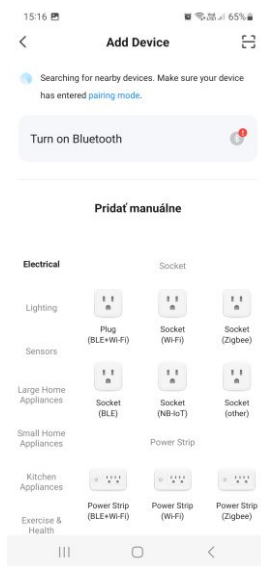 15:16
65%
Add Device
Searching for nearby devices. Make sure your device
has entered pairing mode.
Turn on Bluetooth
Pridať manuálne
Electrical
Socket
Lighting
Plug
(BLE+Wi-Fi)
Socket
(Wi-Fi)
Socket
(Zigbee)
Sensors
Large Home
Appliances
Socket
(BLE)
Socket
(NB-IoT)
Socket
(other)
Small Home
Appliances
Power Strip
Kitchen
Appliances
Power Strip
(BLE+Wi-Fi)
Power Strip
(Wi-Fi)
Power Strip
(Zigbee)
Exercise &
Health